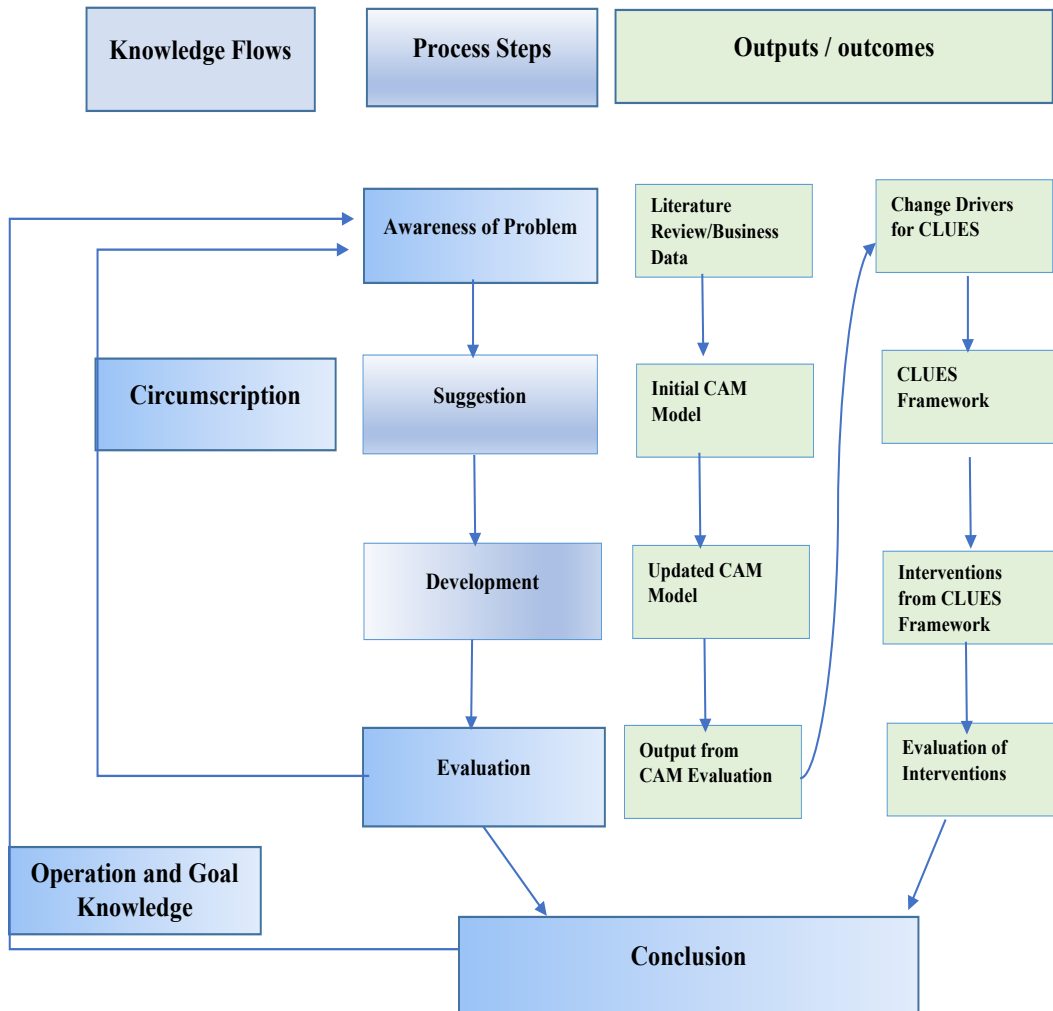 Knowledge Flows
Process Steps
Outputs / outcomes
Awareness of Problem
Literature
Review/Business
Data
Change Drivers
for CLUES
Circumscription
Suggestion
Initial CAM
Model
CLUES
Framework
Development
Updated CAM
Model
Interventions
from CLUES
Framework
Evaluation
Output from
CAM Evaluation
Evaluation of
Interventions
Operation and Goal
Knowledge
Conclusion